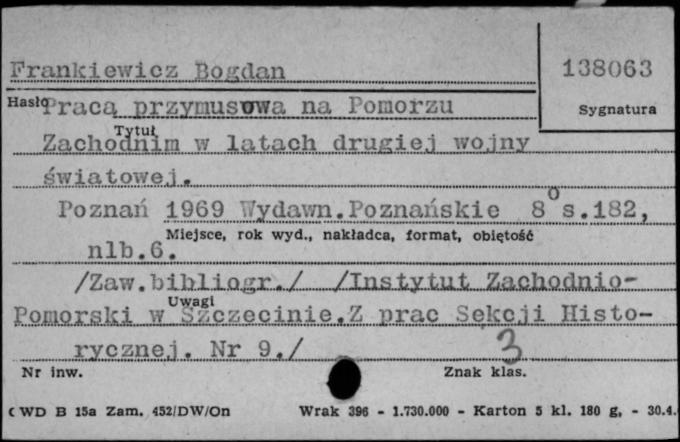 Frankiewicz Bogdan
138063
Hasło
Praca przymusowa na Pomorzu
Sygnatura
Tytuł
Zachodnim w latach drugiej wojny
światowej.
Poznań 1969 Wydawn.Poznańskie 8° s.182,
Miejsce, rok wyd., nakładca, format, objętość
nlb.6.
/Zaw.bibliogr./ /Instytut Zachodnio-
Uwagi
Pomorski w Szczecinie.Z prac Sekcji Histo-
rycznej. Nr 9./
3
Nr inw.
Znak klas.
CWD B 15a Zam. 452/DW/On Wrak 396 - 1.730.000 - Karton 5 kl. 180 g, - 30.4.